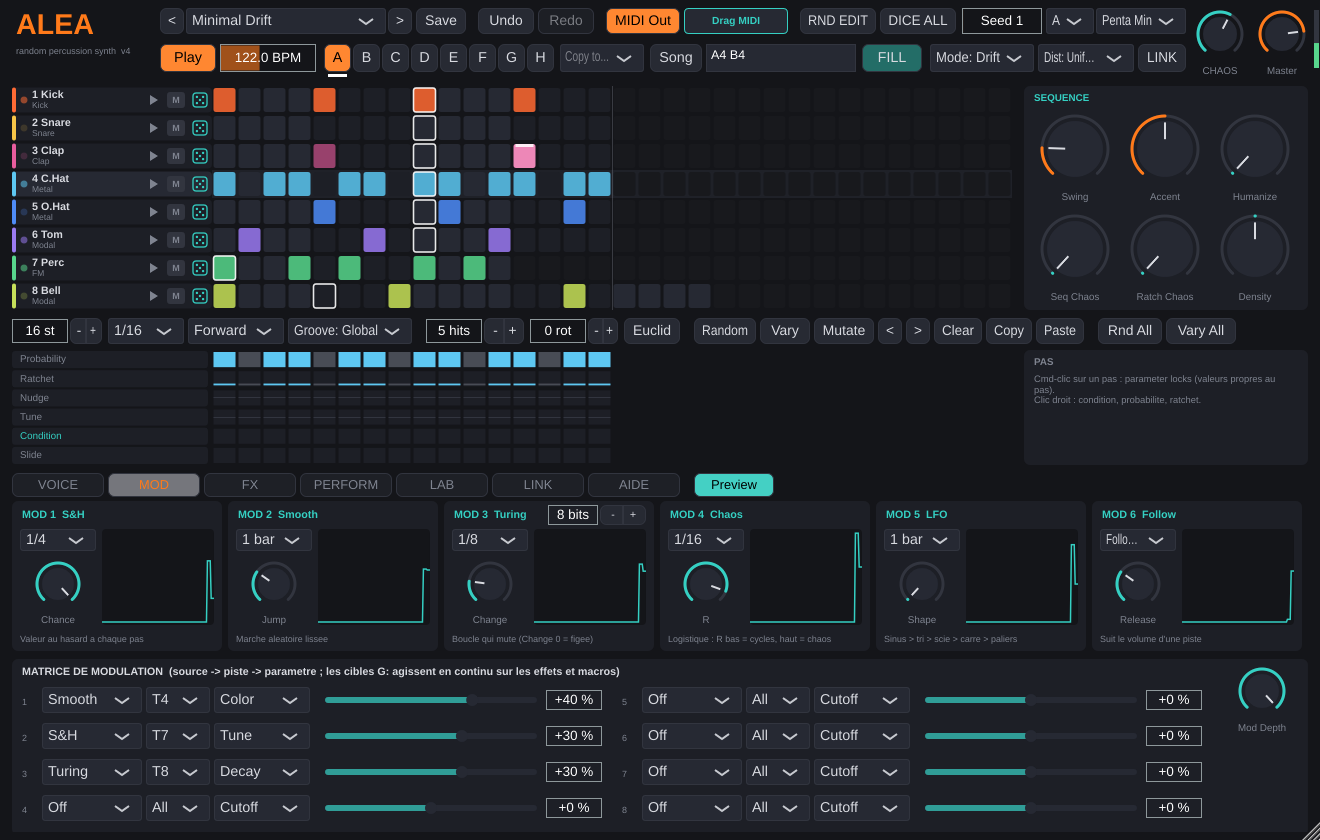 ALEA
random percussion synth v4
< Minimal Drift > Save Undo Redo MIDI Out Drag MIDI RND EDIT DICE ALL Seed 1 A Penta Min
CHAOS Master
Play 122.0 BPM A B C D E F G H Copy to... Song A4 B4 FILL Mode: Drift Dist: Unif... LINK
1 Kick
Kick
M
2 Snare
Snare
M
3 Clap
Clap
M
4 C.Hat
Metal
M
5 O.Hat
Metal
M
6 Tom
Modal
M
7 Perc
FM
M
8 Bell
Modal
M
SEQUENCE
Swing Accent Humanize
Seq Chaos Ratch Chaos Density
16 st - + 1/16 Forward Groove: Global 5 hits - + 0 rot - + Euclid Random Vary Mutate < > Clear Copy Paste Rnd All Vary All
Probability
Ratchet
Nudge
Tune
Condition
Slide
PAS
Cmd-clic sur un pas : parameter locks (valeurs propres au
pas).
Clic droit : condition, probabilite, ratchet.
VOICE MOD FX PERFORM LAB LINK AIDE Preview
MOD 1 S&H
1/4
Chance
Valeur au hasard a chaque pas
MOD 2 Smooth
1 bar
Jump
Marche aleatoire lissee
MOD 3 Turing 8 bits - +
1/8
Change
Boucle qui mute (Change 0 = figee)
MOD 4 Chaos
1/16
R
Logistique : R bas = cycles, haut = chaos
MOD 5 LFO
1 bar
Shape
Sinus > tri > scie > carre > paliers
MOD 6 Follow
Follo...
Release
Suit le volume d'une piste
MATRICE DE MODULATION (source -> piste -> parametre ; les cibles G: agissent en continu sur les effets et macros)
1 Smooth T4 Color +40 % 5 Off All Cutoff +0 %
2 S&H T7 Tune +30 % 6 Off All Cutoff +0 %
3 Turing T8 Decay +30 % 7 Off All Cutoff +0 %
4 Off All Cutoff +0 % 8 Off All Cutoff +0 %
Mod Depth